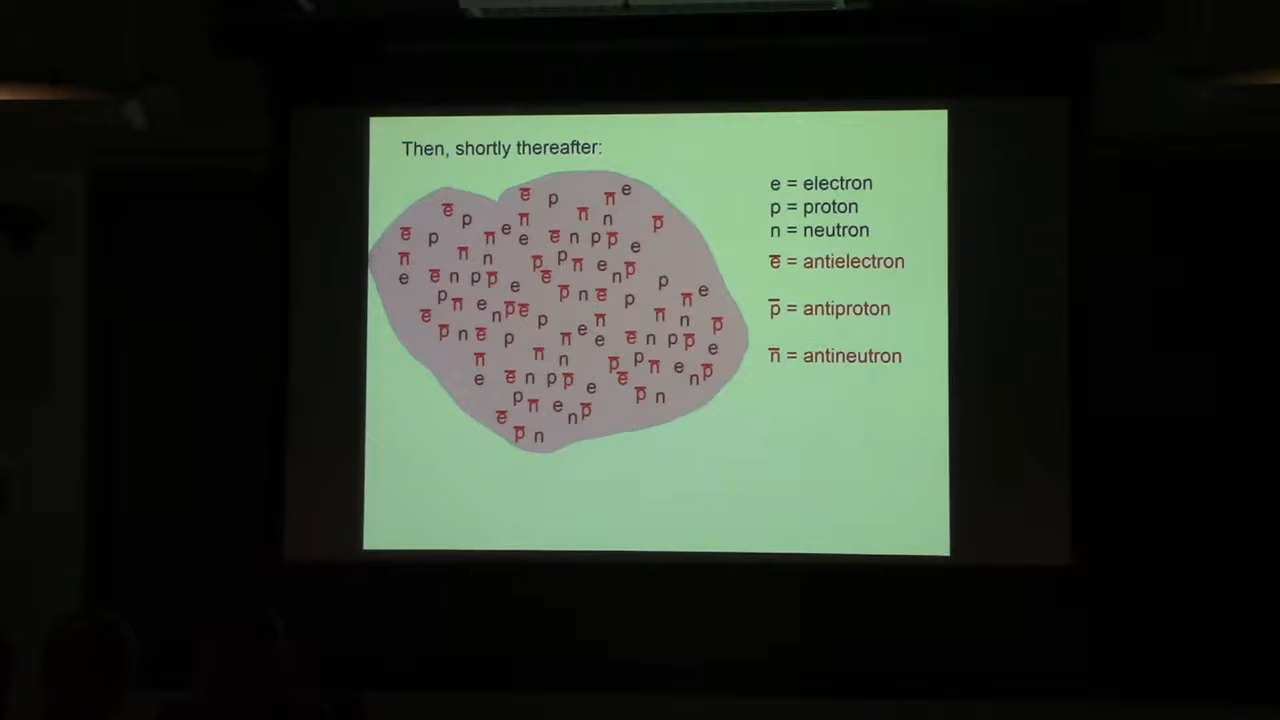 Then, shortly thereafter:
e̅ p n̅ e
e̅ p n̅ n̅ n p̅
e̅ p n̅ e e e̅ n p p̅ e
n̅ n̅ n p̅ p n̅ e n p̅
e e̅ n p p̅ e e̅ p̅ n e̅ p p n̅ e
p n̅ e n p̅ e̅ p n̅ n̅ n p̅
e̅ p̅ n e̅ p n̅ e e e̅ n p p̅ e
n̅ n̅ n p̅ p n̅ e n p̅
e e̅ n p p̅ e e̅ p̅ n
p n̅ e n p̅
e̅ p̅ n
e = electron
p = proton
n = neutron
e̅ = antielectron
p̅ = antiproton
n̅ = antineutron